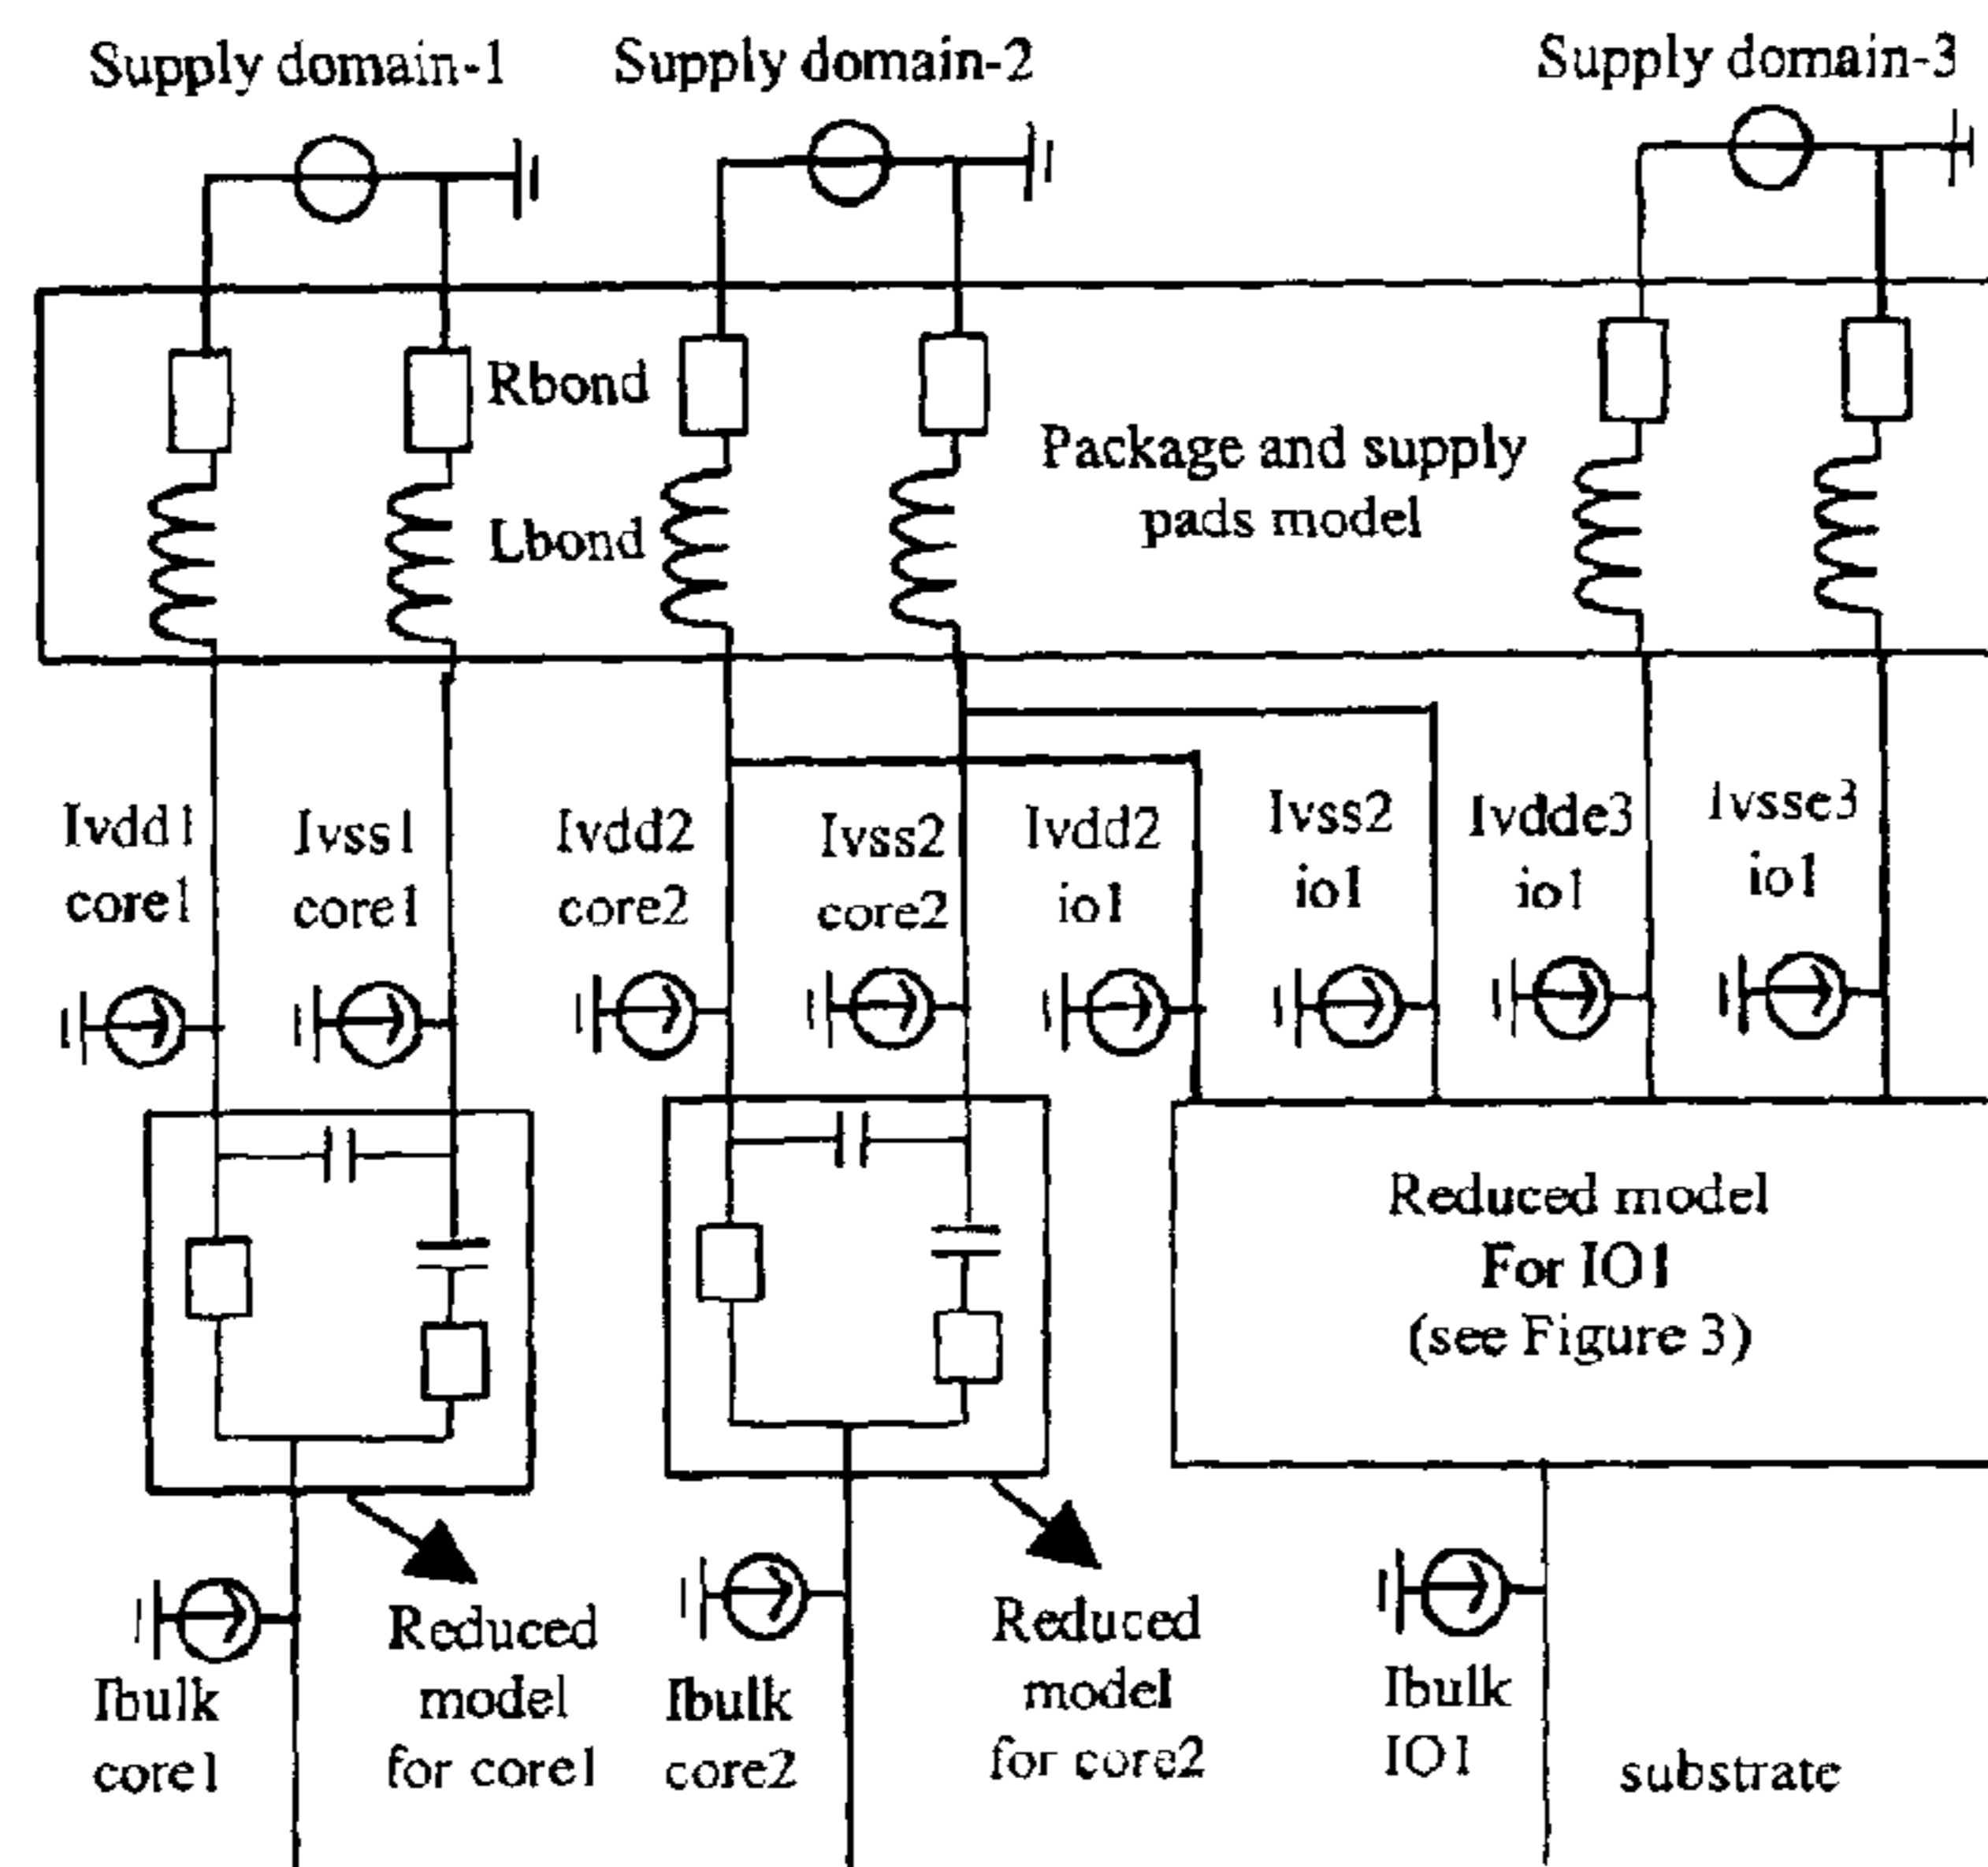 Supply domain-1
Supply domain-2
Supply domain-3
Rbond
Lbond
Package and supply
pads model
Ivdd1
core1
Ivss1
core1
Ivdd2
core2
Ivss2
core2
Ivdd2
io1
Ivss2
io1
Ivdde3
io1
Ivsse3
io1
Reduced model
For IO1
(see Figure 3)
Ibulk
core1
Reduced
model
for core1
Ibulk
core2
Reduced
model
for core2
Ibulk
IO1
substrate